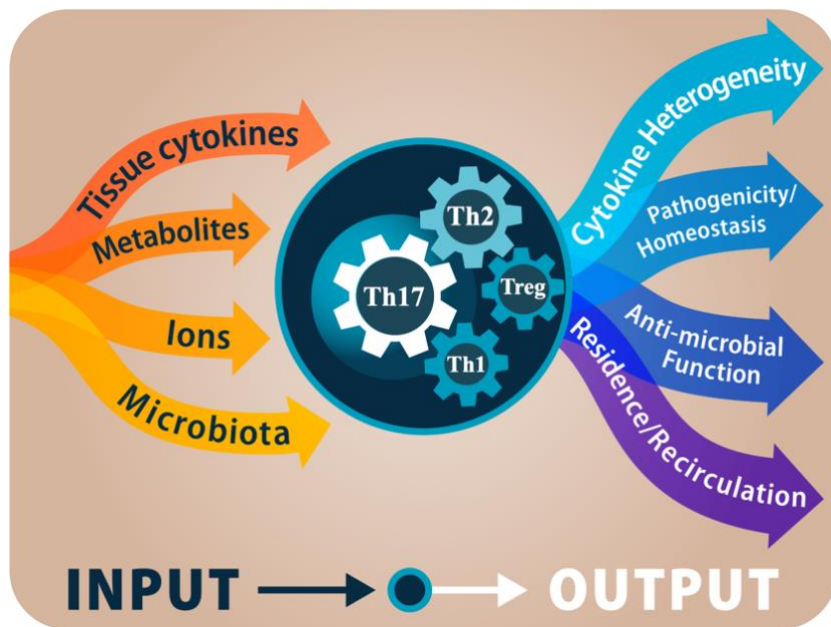 Tissue cytokines
Metabolites
Ions
Microbiota
Th2
Th17
Treg
Th1
Cytokine Heterogeneity
Pathogenicity/
Homeostasis
Anti-microbial
Function
Residence/Recirculation
INPUT
OUTPUT